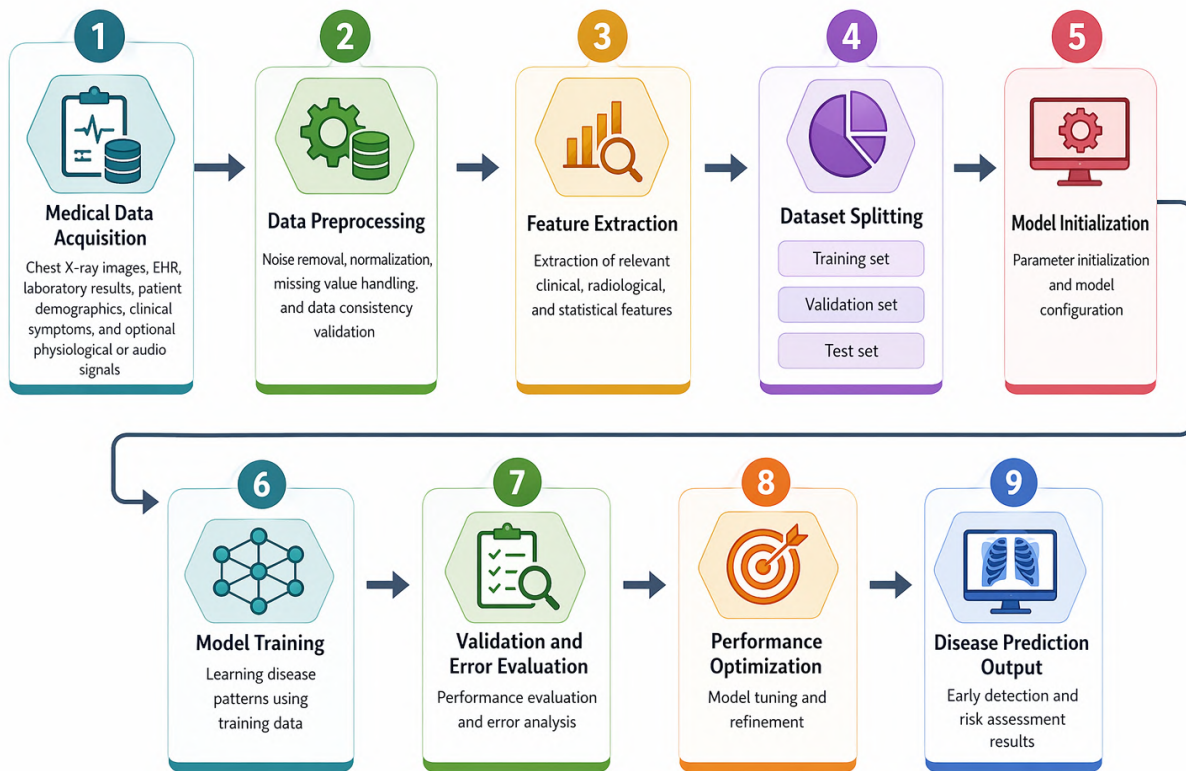 1
Medical Data
Acquisition
Chest X-ray images, EHR,
laboratory results, patient
demographics, clinical
symptoms, and optional
physiological or audio
signals
2
Data Preprocessing
Noise removal, normalization,
missing value handling.
and data consistency
validation
3
Feature Extraction
Extraction of relevant
clinical, radiological,
and statistical features
4
Dataset Splitting
Training set
Validation set
Test set
5
Model Initialization
Parameter initialization
and model
configuration
6
Model Training
Learning disease
patterns using
training data
7
Validation and
Error Evaluation
Performance evaluation
and error analysis
8
Performance
Optimization
Model tuning and
refinement
9
Disease Prediction
Output
Early detection and
risk assessment
results